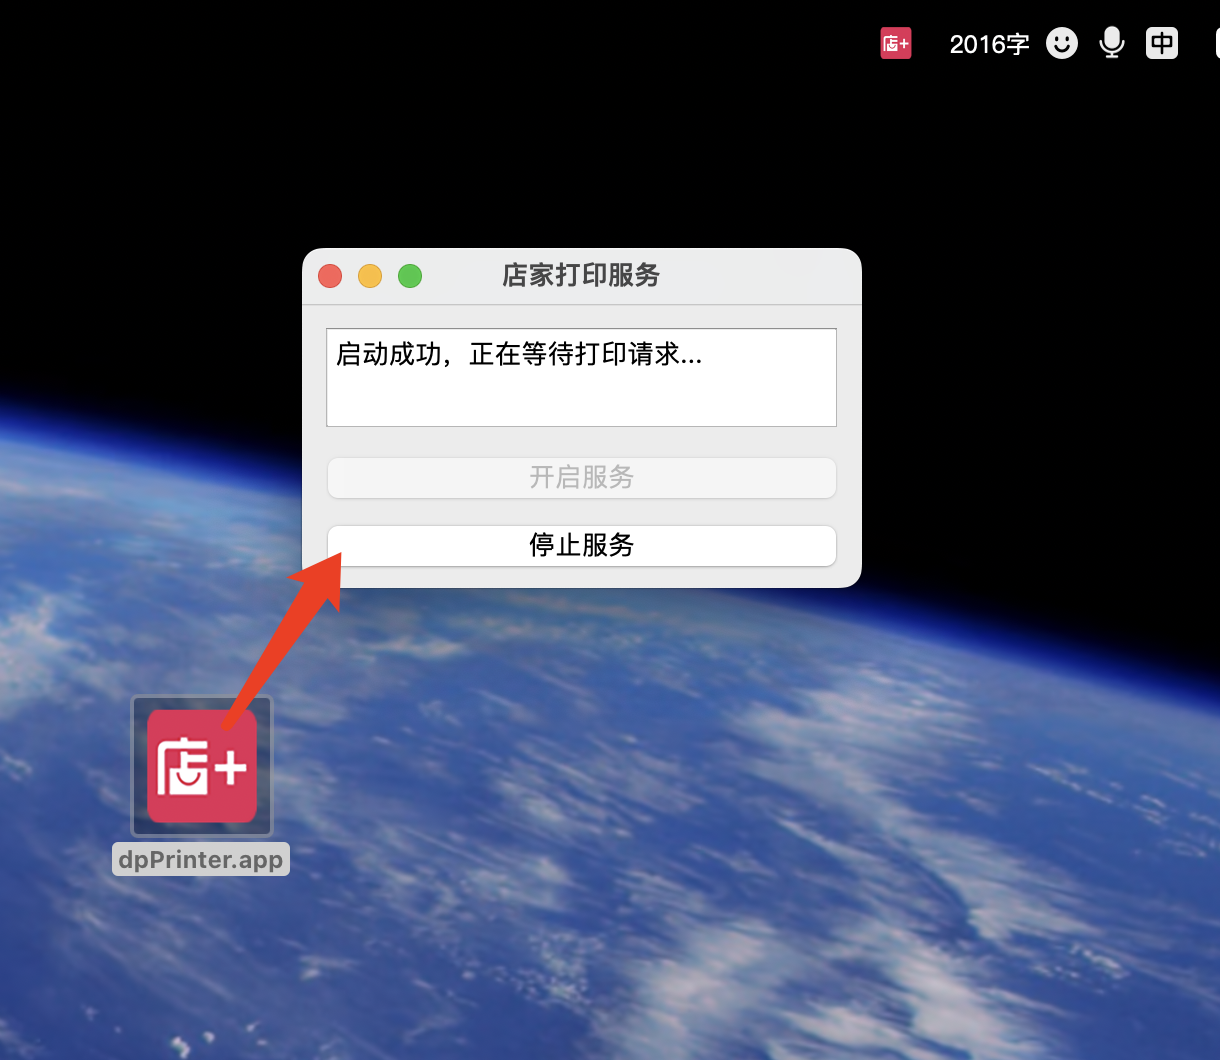 店+
2016字
中
店家打印服务
启动成功，正在等待打印请求...
开启服务
停止服务
店+
dpPrinter.app